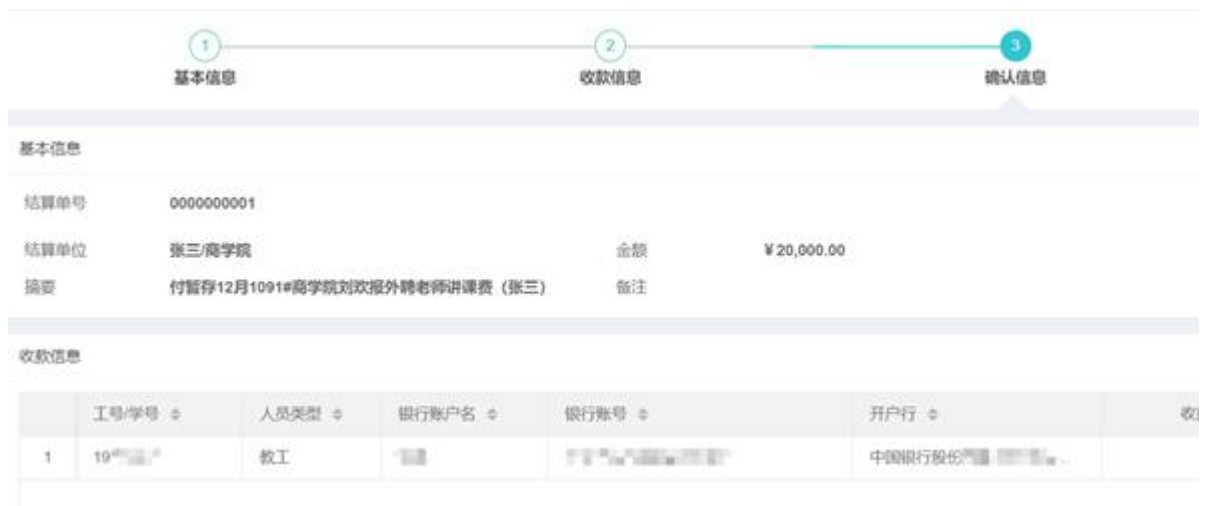 1
2
3
基本信息
收款信息
确认信息
基本信息
结算单号 0000000001
结算单位 张三/商学院 金额 ¥20,000.00
摘要 付暂存12月1091#商学院刘欢报外聘老师讲课费（张三） 备注
收款信息
工号/学号 人员类型 银行账户名 银行账号 开户行
1 19 教工 中国银行股份